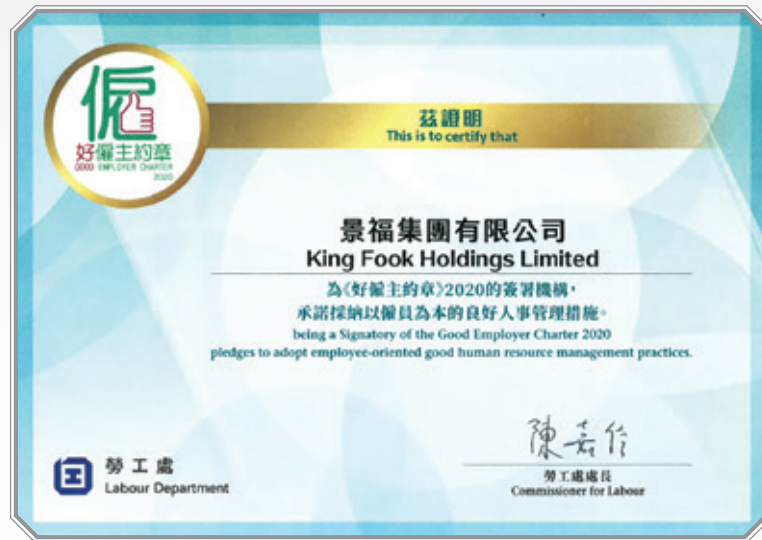 僱
好僱主約章
GOOD EMPLOYER CHARTER
2020
茲證明
This is to certify that
景福集團有限公司
King Fook Holdings Limited
為《好僱主約章》2020的簽署機構，
承諾採納以僱員為本的良好人事管理措施。
being a Signatory of the Good Employer Charter 2020
pledges to adopt employee-oriented good human resource management practices.
陳嘉信
勞工處處長
Commissioner for Labour
勞工處
Labour Department